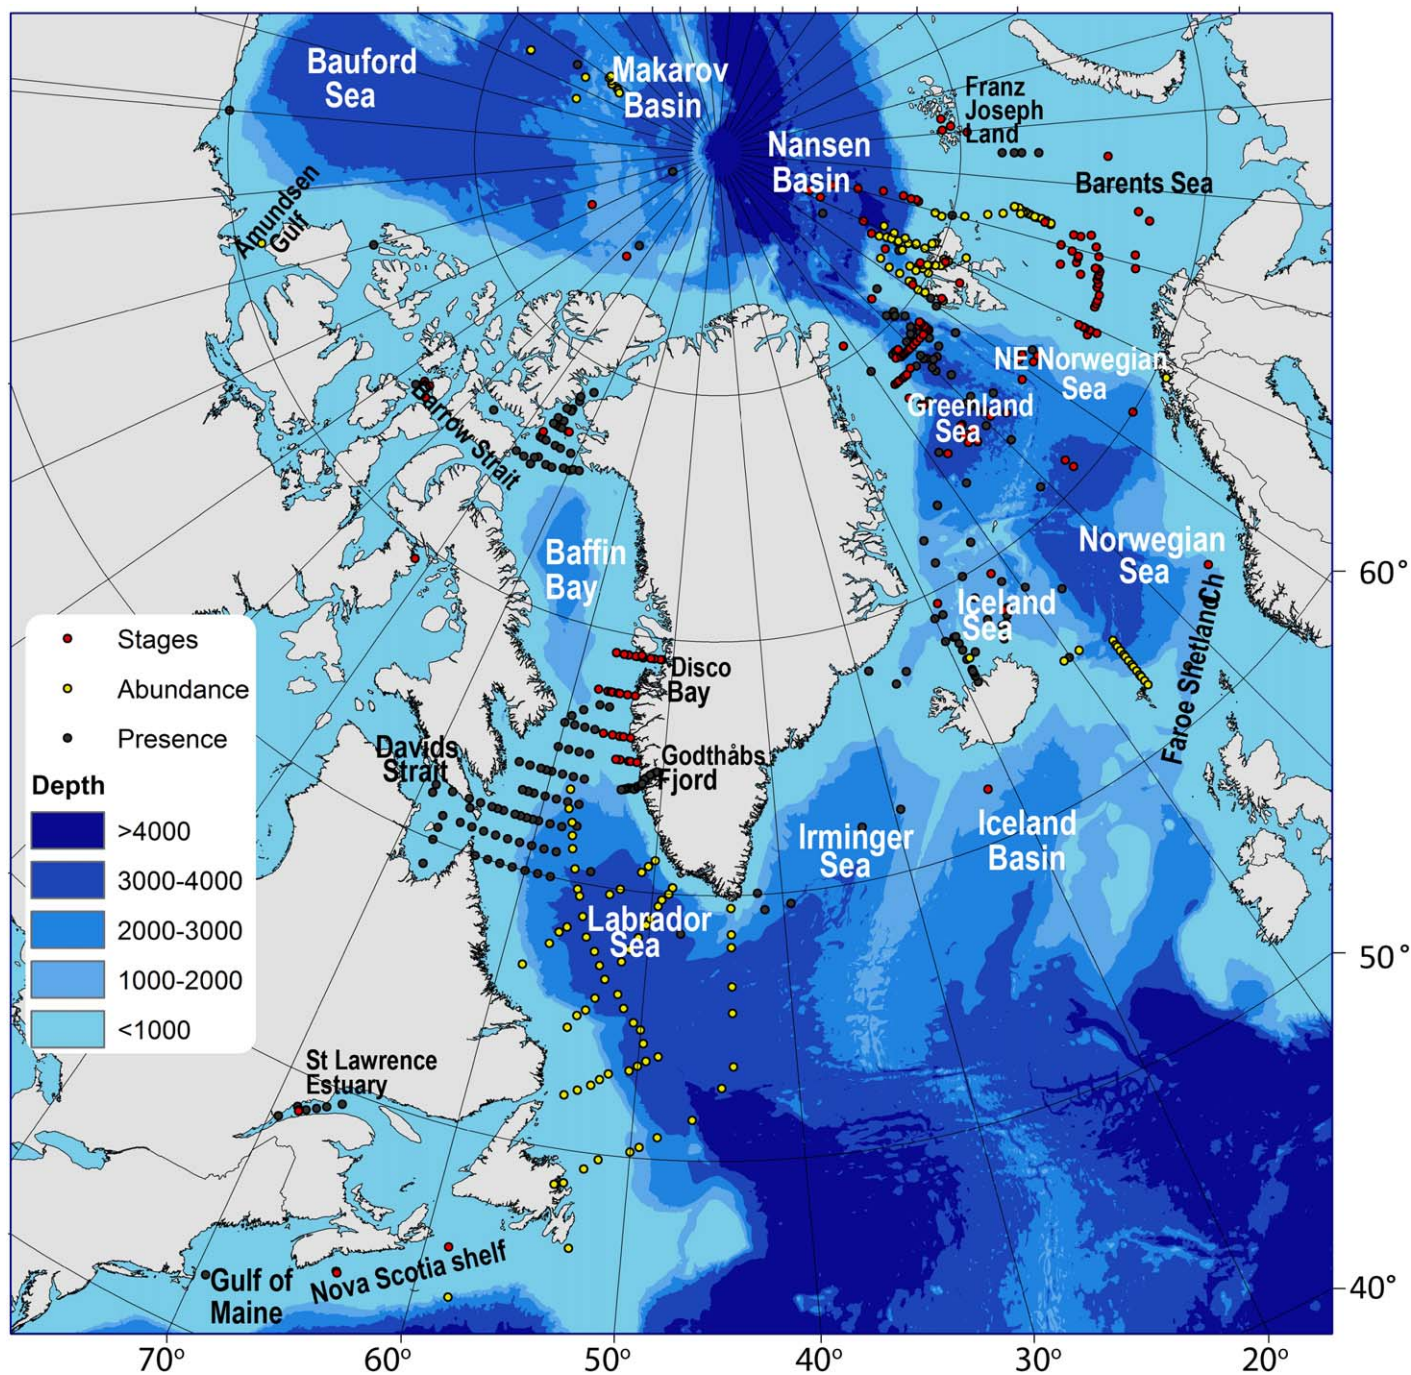 Bauford
Sea
Makarov
Basin
Franz
Joseph
Land
Nansen
Basin
Barents Sea
Amundsen
Gulf
NE Norwegian
Sea
Greenland
Sea
Barrow Strait
Baffin
Bay
Norwegian
Sea
60°
Iceland
Sea
Faroe Shetland Ch
Stages
Abundance
Presence
Disco
Bay
Davids
Strait
Godthåbs
Fjord
Depth
>4000
3000-4000
2000-3000
1000-2000
<1000
Irminger
Sea
Iceland
Basin
Labrador
Sea
50°
St Lawrence
Estuary
Nova Scotia shelf
Gulf of
Maine
40°
70° 60° 50° 40° 30° 20°